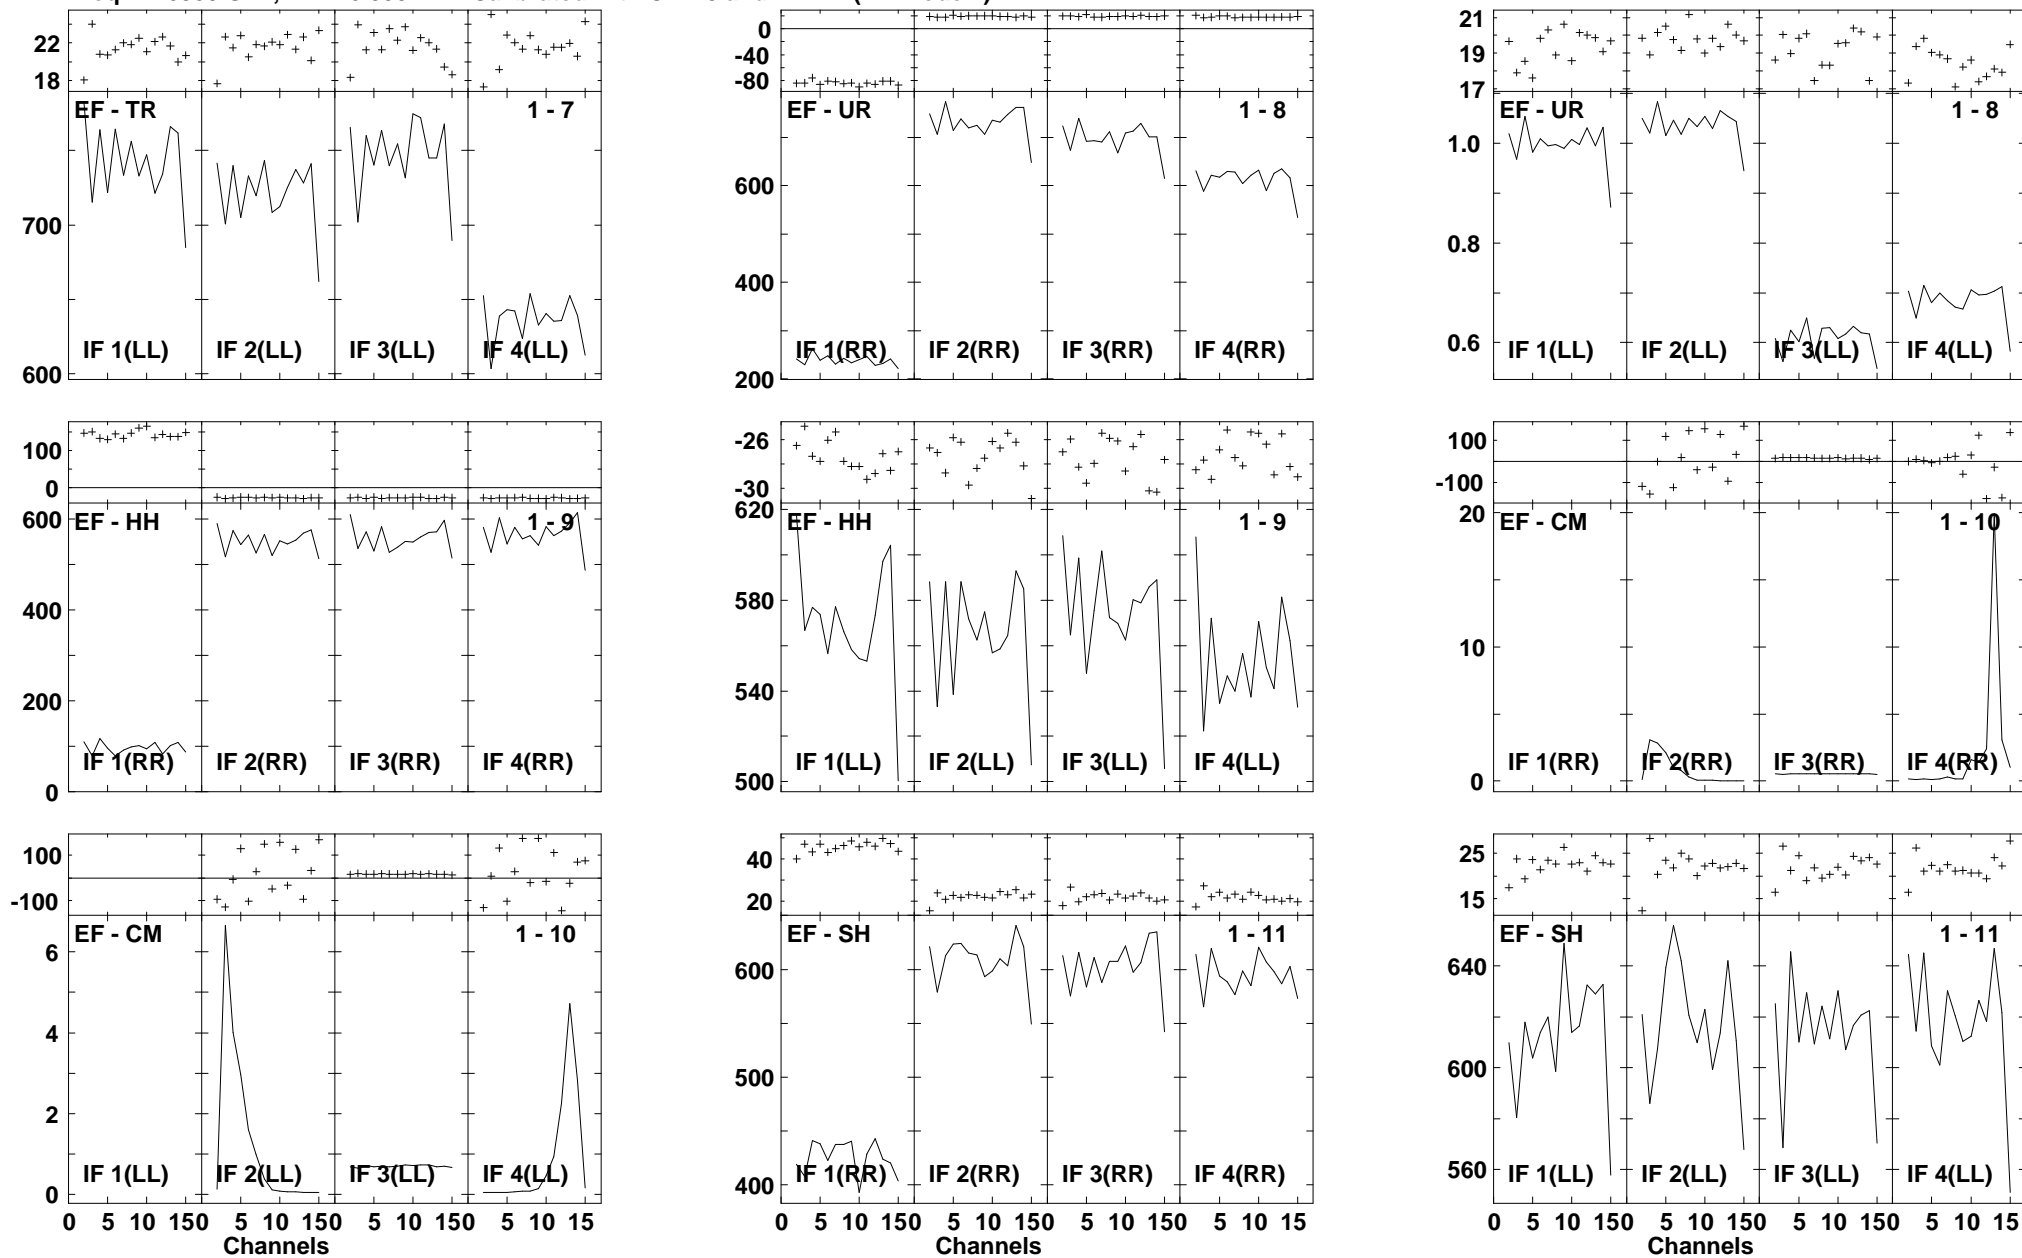 22
18
EF - TR
1 - 7
700
600
IF 1(LL)
IF 2(LL)
IF 3(LL)
IF 4(LL)
0
-40
-80
EF - UR
1 - 8
600
400
200
IF 1(RR)
IF 2(RR)
IF 3(RR)
IF 4(RR)
21
19
17
EF - UR
1 - 8
1.0
0.8
0.6
IF 1(LL)
IF 2(LL)
IF 3(LL)
IF 4(LL)
100
0
EF - HH
1 - 9
600
400
200
0
IF 1(RR)
IF 2(RR)
IF 3(RR)
IF 4(RR)
-26
-30
EF - HH
1 - 9
620
580
540
500
IF 1(LL)
IF 2(LL)
IF 3(LL)
IF 4(LL)
100
-100
EF - CM
1 - 10
20
10
0
IF 1(RR)
IF 2(RR)
IF 3(RR)
IF 4(RR)
100
-100
EF - CM
1 - 10
6
4
2
0
IF 1(LL)
IF 2(LL)
IF 3(LL)
IF 4(LL)
0 5 10 150 5 10 150 5 10 150 5 10 15
Channels
40
20
EF - SH
1 - 11
600
500
400
IF 1(RR)
IF 2(RR)
IF 3(RR)
IF 4(RR)
0 5 10 150 5 10 150 5 10 150 5 10 15
Channels
25
15
EF - SH
1 - 11
640
600
560
IF 1(LL)
IF 2(LL)
IF 3(LL)
IF 4(LL)
0 5 10 150 5 10 150 5 10 150 5 10 15
Channels